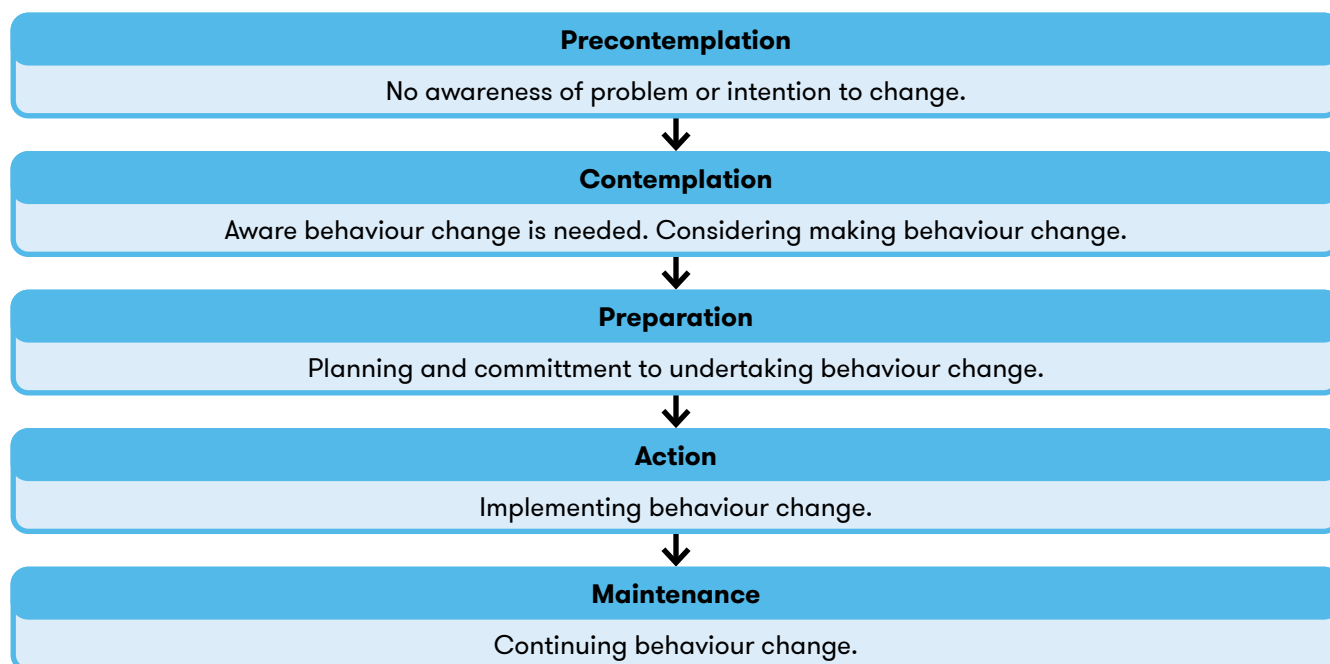 Precontemplation
No awareness of problem or intention to change.
Contemplation
Aware behaviour change is needed. Considering making behaviour change.
Preparation
Planning and committment to undertaking behaviour change.
Action
Implementing behaviour change.
Maintenance
Continuing behaviour change.